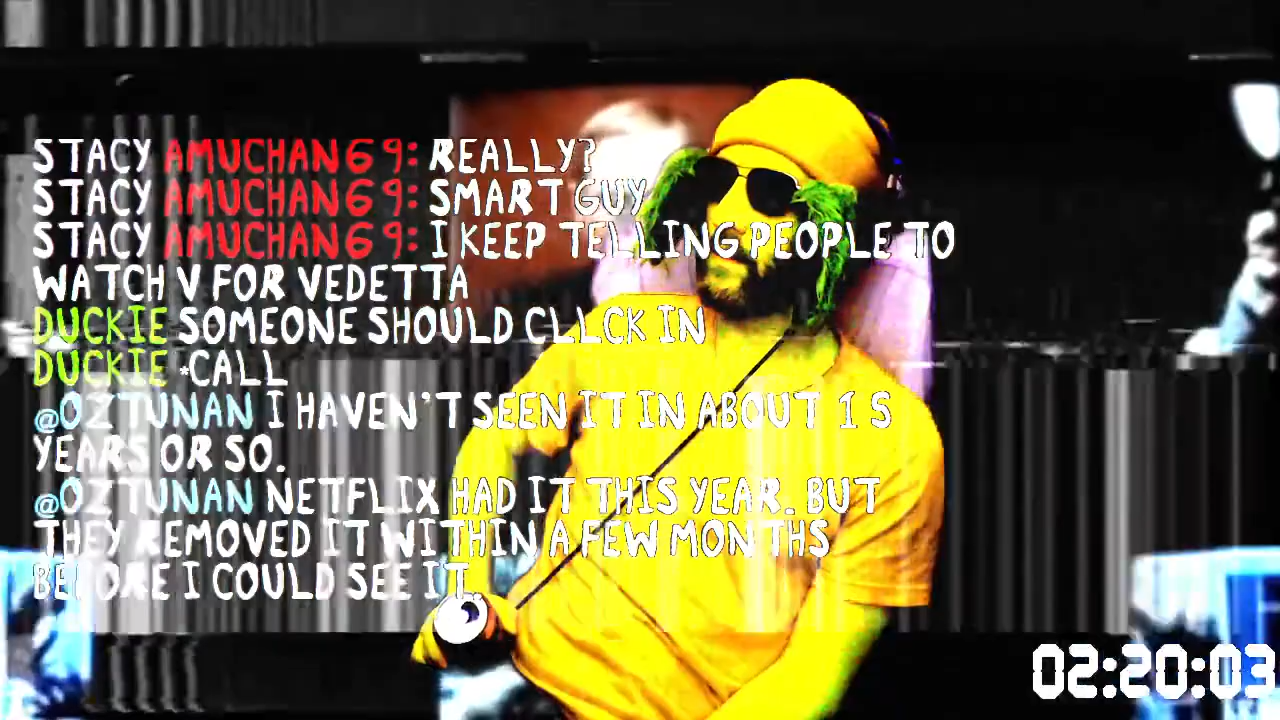 STACY AMUCHAN69: REALLY?
STACY AMUCHAN69: SMART GUY
STACY AMUCHAN69: I KEEP TELLING PEOPLE TO
WATCH V FOR VEDETTA
DUCKIE SOMEONE SHOULD CLLCK IN
DUCKIE *CALL
@OZTUNAN I HAVEN'T SEEN IT IN ABOUT 15
YEARS OR SO.
@OZTUNAN NETFLIX HAD IT THIS YEAR. BUT
THEY REMOVED IT WITHIN A FEW MONTHS
BEFORE I COULD SEE IT.
02:20:03